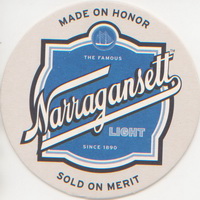 MADE ON HONOR
THE FAMOUS
Narragansett
LIGHT
SINCE 1890
SOLD ON MERIT